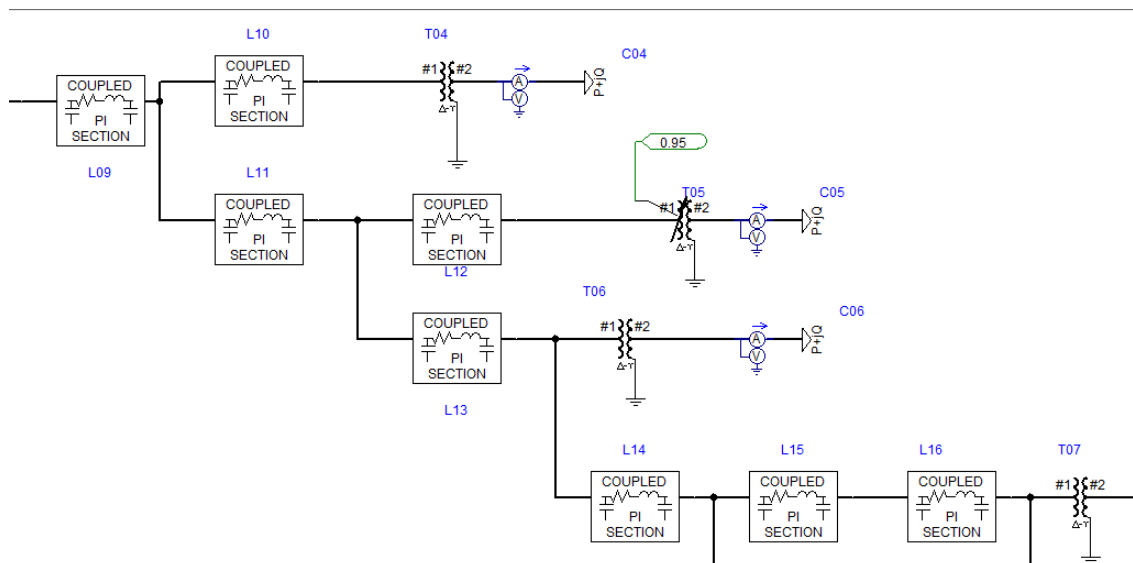 L10
T04
C04
COUPLED
PI
SECTION
#1
#2
Δ-Y
A
V
P+jQ
COUPLED
PI
SECTION
L09
0.95
L11
T05
C05
COUPLED
PI
SECTION
COUPLED
PI
SECTION
L12
#1
#2
Δ-Y
A
V
P+jQ
T06
C06
COUPLED
PI
SECTION
L13
#1
#2
Δ-Y
A
V
P+jQ
L14
L15
L16
T07
COUPLED
PI
SECTION
COUPLED
PI
SECTION
COUPLED
PI
SECTION
#1
#2
Δ-Y